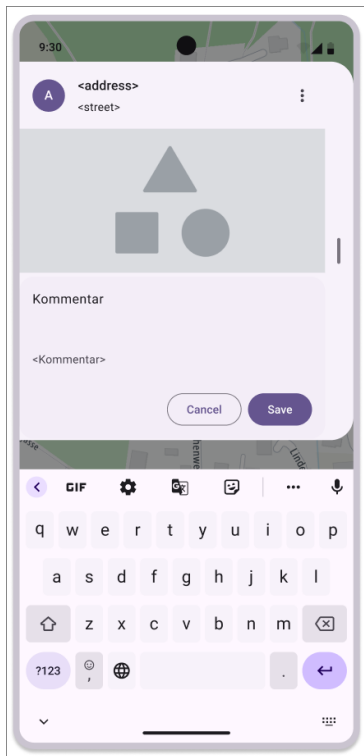 9:30
A
<address>
<street>
Kommentar
<Kommentar>
Cancel Save
GIF
q w e r t y u i o p
a s d f g h j k l
z x c v b n m
?123 , .